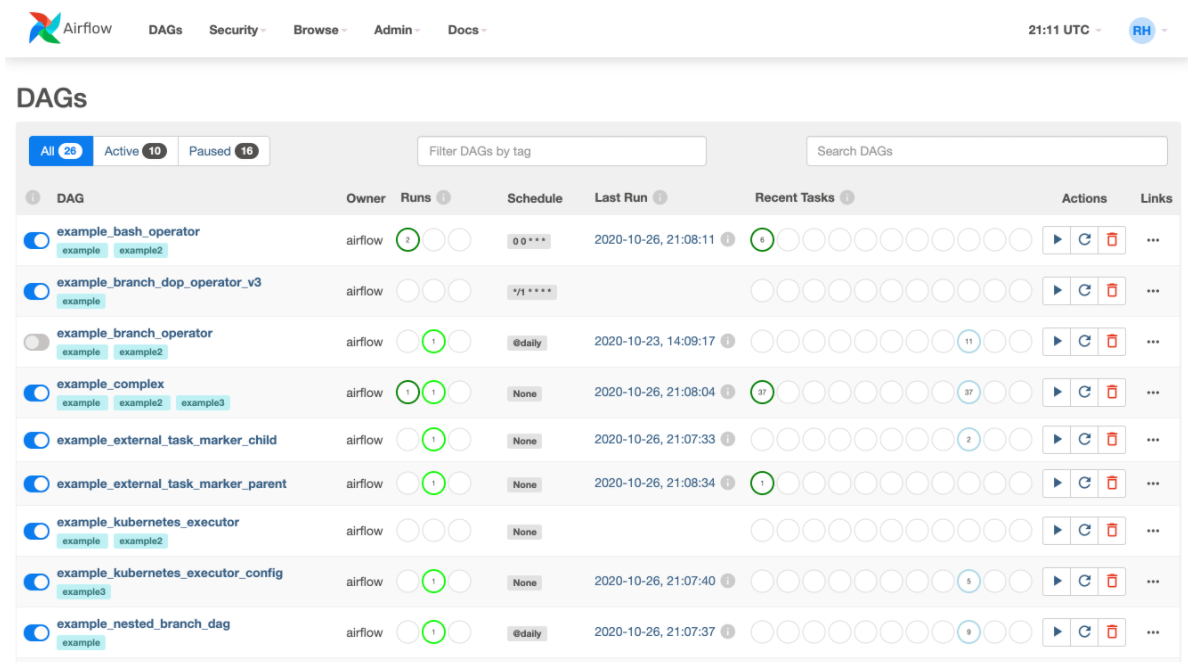 Airflow DAGs Security Browse Admin Docs 21:11 UTC RH
DAGs
All 26 Active 10 Paused 16 Filter DAGs by tag Search DAGs
i DAG Owner Runs i Schedule Last Run i Recent Tasks i Actions Links
example_bash_operator
airflow 2 0 0 * * * 2020-10-26, 21:08:11 i 6
example example2
example_branch_dop_operator_v3
airflow */1 * * * *
example
example_branch_operator
airflow 1 @daily 2020-10-23, 14:09:17 i 11
example example2
example_complex
airflow 1 1 None 2020-10-26, 21:08:04 i 37 37
example example2 example3
example_external_task_marker_child airflow 1 None 2020-10-26, 21:07:33 i 2
example_external_task_marker_parent airflow 1 None 2020-10-26, 21:08:34 i 1
example_kubernetes_executor
airflow None
example example2
example_kubernetes_executor_config
airflow 1 None 2020-10-26, 21:07:40 i 5
example3
example_nested_branch_dag
airflow 1 @daily 2020-10-26, 21:07:37 i 9
example